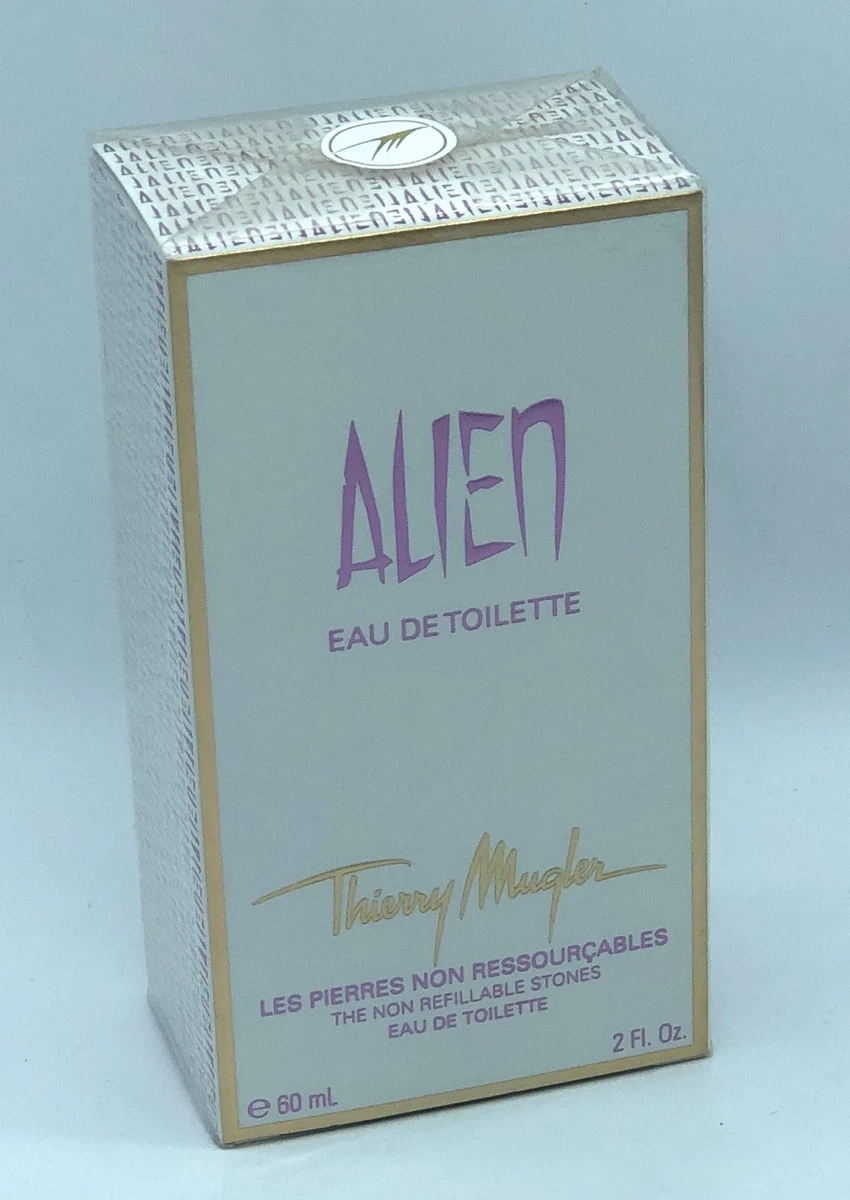 ALIEN
EAU DE TOILETTE
Thierry Mugler
LES PIERRES NON RESSOURÇABLES
THE NON REFILLABLE STONES
EAU DE TOILETTE
2 Fl. Oz.
℮ 60 mL